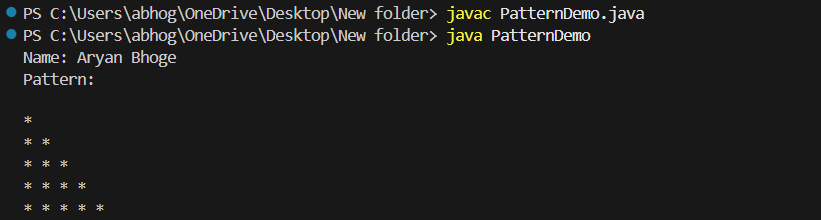 PS C:\Users\abhog\OneDrive\Desktop\New folder> javac PatternDemo.java
PS C:\Users\abhog\OneDrive\Desktop\New folder> java PatternDemo
Name: Aryan Bhoge
Pattern:
*
* *
* * *
* * * *
* * * * *